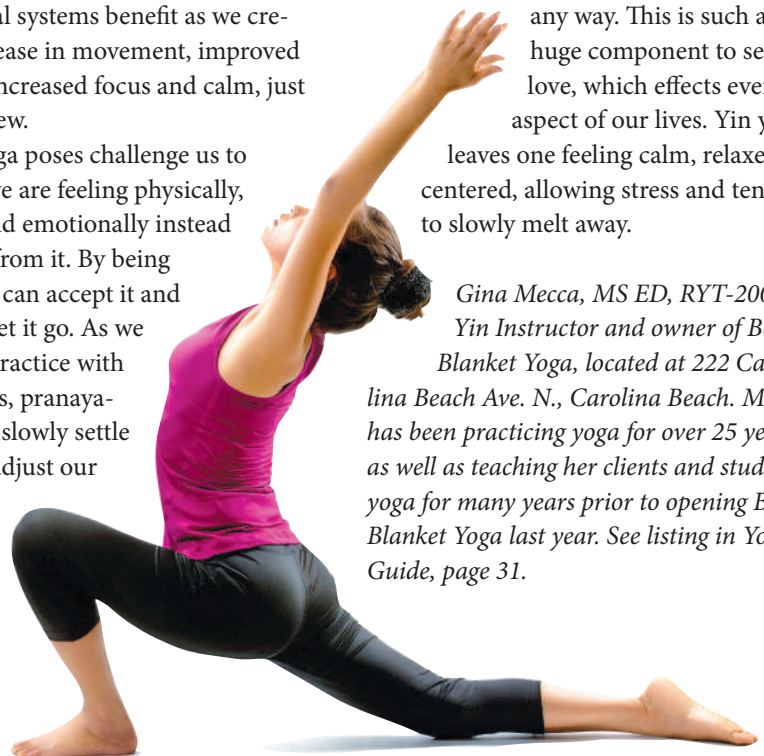 al systems benefit as we cre-
ease in movement, improved
ncreased focus and calm, just
ew.
ga poses challenge us to
e are feeling physically,
d emotionally instead
from it. By being
can accept it and
et it go. As we
ractice with
s, pranaya-
slowly settle
djust our
any way. This is such a
huge component to se
love, which effects ever
aspect of our lives. Yin y
leaves one feeling calm, relaxe
centered, allowing stress and ten
to slowly melt away.
Gina Mecca, MS ED, RYT-200
Yin Instructor and owner of B
Blanket Yoga, located at 222 Ca
lina Beach Ave. N., Carolina Beach. M
has been practicing yoga for over 25 ye
as well as teaching her clients and stud
yoga for many years prior to opening B
Blanket Yoga last year. See listing in Yo
Guide, page 31.